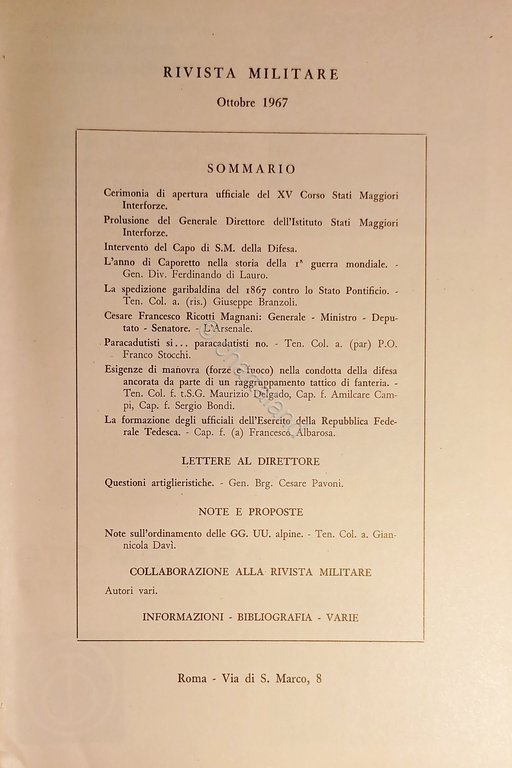 RIVISTA MILITARE
Ottobre 1967
SOMMARIO
Cerimonia di apertura ufficiale del XV Corso Stati Maggiori
Interforze.
Prolusione del Generale Direttore dell'Istituto Stati Maggiori
Interforze.
Intervento del Capo di S.M. della Difesa.
L'anno di Caporetto nella storia della 1ª guerra mondiale. -
Gen. Div. Ferdinando di Lauro.
La spedizione garibaldina del 1867 contro lo Stato Pontificio. -
Ten. Col. a. (ris.) Giuseppe Branzoli.
Cesare Francesco Ricotti Magnani: Generale - Ministro - Depu-
tato - Senatore. - L'Arsenale.
Paracadutisti si... paracadutisti no. - Ten. Col. a. (par) P.O.
Franco Stocchi.
Esigenze di manovra (forze e fuoco) nella condotta della difesa
ancorata da parte di un raggruppamento tattico di fanteria. -
Ten. Col. f. t.S.G. Maurizio Delgado, Cap. f. Amilcare Cam-
pi, Cap. f. Sergio Bondi.
La formazione degli ufficiali dell'Esercito della Repubblica Fede-
rale Tedesca. - Cap. f. (a) Francesco Albarosa.
LETTERE AL DIRETTORE
Questioni artiglieristiche. - Gen. Brg. Cesare Pavoni.
NOTE E PROPOSTE
Note sull'ordinamento delle GG. UU. alpine. - Ten. Col. a. Gian-
nicola Davì.
COLLABORAZIONE ALLA RIVISTA MILITARE
Autori vari.
INFORMAZIONI - BIBLIOGRAFIA - VARIE
Roma - Via di S. Marco, 8